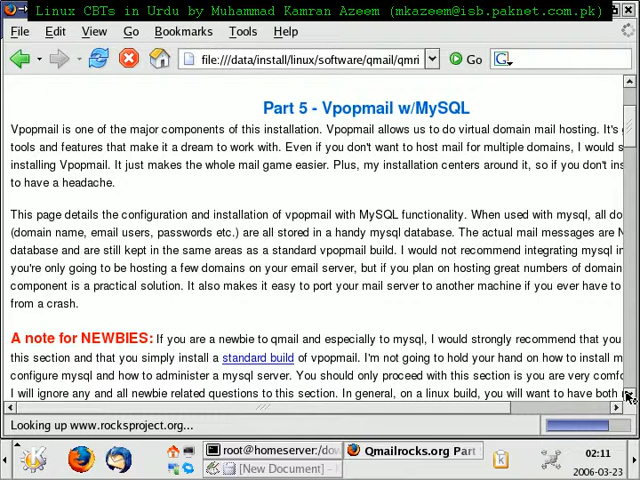 Linux CBTs in Urdu by Muhammad Kamran Azeem (mkazeem@isb.paknet.com.pk)
File Edit View Go Bookmarks Tools Help
file:///data/install/linux/software/qmail/qmri
Go
G
Part 5 - Vpopmail w/MySQL
Vpopmail is one of the major components of this installation. Vpopmail allows us to do virtual domain mail hosting. It's
tools and features that make it a dream to work with. Even if you don't want to host mail for multiple domains, I would s
installing Vpopmail. It just makes the whole mail game easier. Plus, my installation centers around it, so if you don't ins
to have a headache.
This page details the configuration and installation of vpopmail with MySQL functionality. When used with mysql, all do
(domain name, email users, passwords etc.) are all stored in a handy mysql database. The actual mail messages are N
database and are still kept in the same areas as a standard vpopmail build. I would not recommend integrating mysql in
you're only going to be hosting a few domains on your email server, but if you plan on hosting great numbers of domain
component is a practical solution. It also makes it easy to port your mail server to another machine if you ever have to
from a crash.
A note for NEWBIES: If you are a newbie to qmail and especially to mysql, I would strongly recommend that you
this section and that you simply install a standard build of vpopmail. I'm not going to hold your hand on how to install m
configure mysql and how to administer a mysql server. You should only proceed with this section is you are very comfo
I will ignore any and all newbie related questions to this section. In general, on a linux build, you will want to have both
Looking up www.rocksproject.org...
root@homeserver:/dow
Qmailrocks.org Part
[New Document]
02:11
2006-03-23